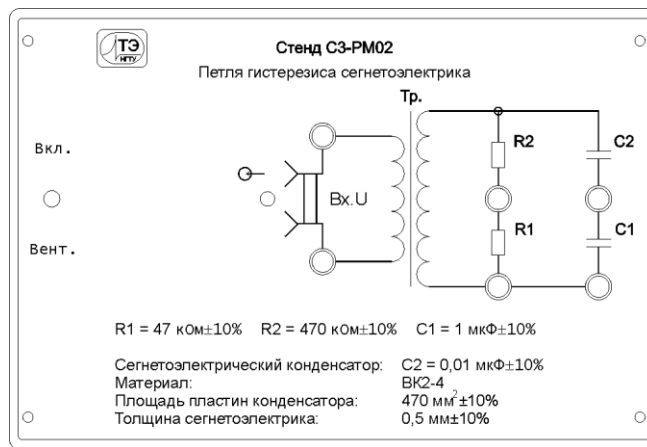 ТЭ
НГТУ
Стенд С3-РМ02
Петля гистерезиса сегнетоэлектрика
Тр.
Вкл.
R2
C2
Вх.U
Вент.
R1
C1
R1 = 47 кОм±10% R2 = 470 кОм±10% C1 = 1 мкФ±10%
Сегнетоэлектрический конденсатор: C2 = 0,01 мкФ±10%
Материал: ВК2-4
Площадь пластин конденсатора: 470 мм²±10%
Толщина сегнетоэлектрика: 0,5 мм±10%